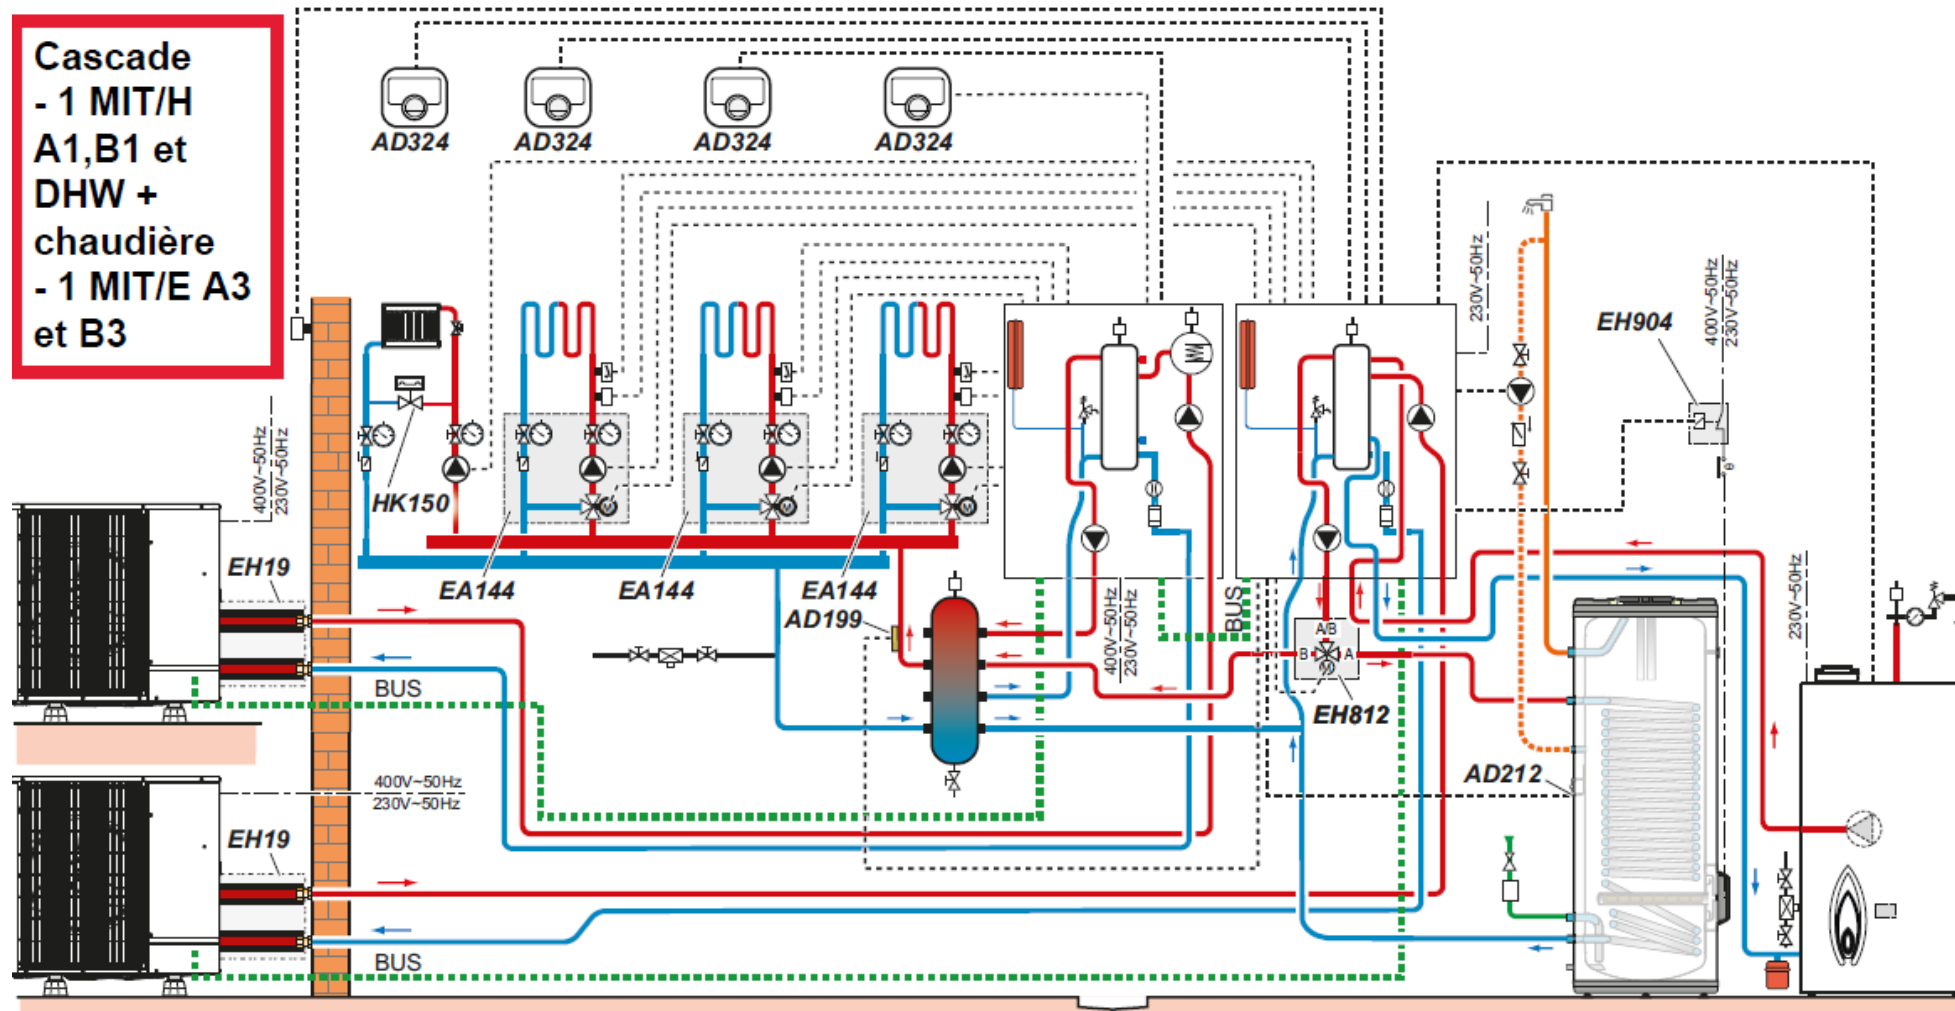 Cascade
- 1 MIT/H
A1,B1 et
DHW +
chaudière
- 1 MIT/E A3
et B3
AD324
AD324
AD324
AD324
230V~50Hz
EH904
400V~50Hz
230V~50Hz
400V~50Hz
230V~50Hz
HK150
M
M
M
θ
EH19
EA144
EA144
EA144
AD199
400V~50Hz
230V~50Hz
BUS
230V~50Hz
A/B
B
A
M
EH812
BUS
AD212
400V~50Hz
230V~50Hz
EH19
BUS